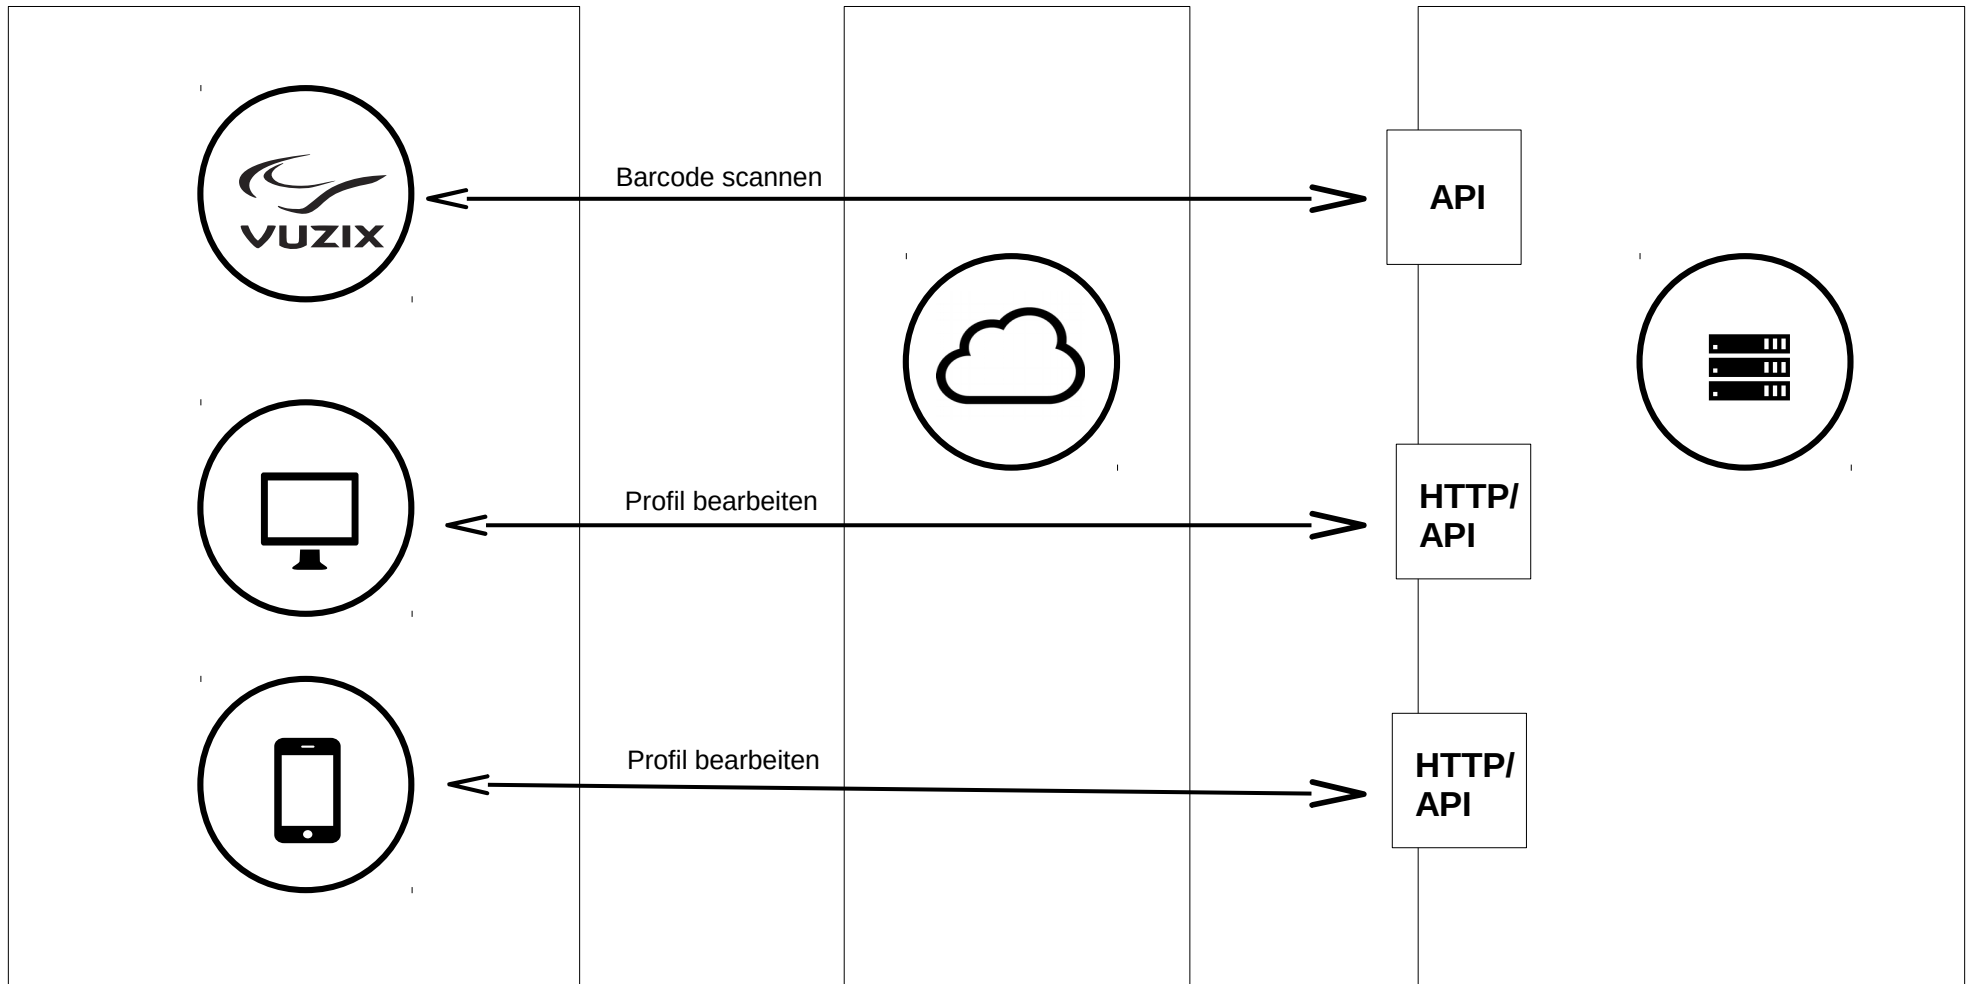 Barcode scannen
API
VUZIX
Profil bearbeiten
HTTP/
API
Profil bearbeiten
HTTP/
API